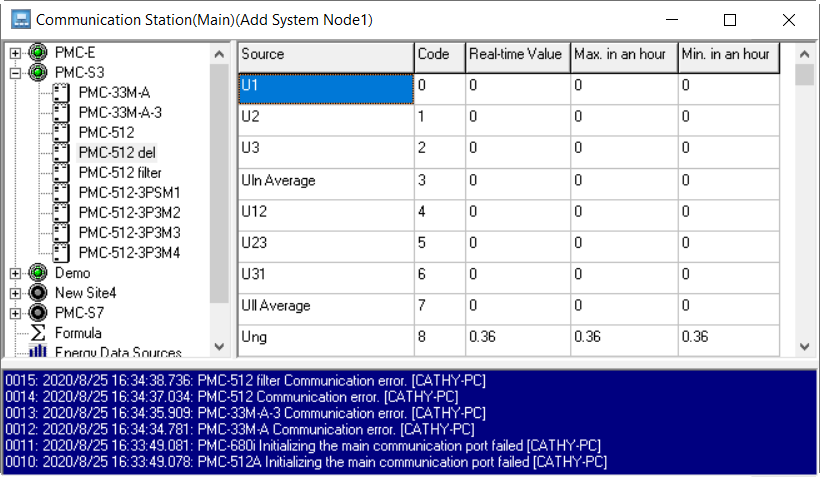 Communication Station(Main)(Add System Node1)
PMC-E
PMC-S3
PMC-33M-A
PMC-33M-A-3
PMC-512
PMC-512 del
PMC-512 filter
PMC-512-3PSM1
PMC-512-3P3M2
PMC-512-3P3M3
PMC-512-3P3M4
Demo
New Site4
PMC-S7
Formula
Energy Data Sources
Source Code Real-time Value Max. in an hour Min. in an hour
U1 0 0 0 0
U2 1 0 0 0
U3 2 0 0 0
Uln Average 3 0 0 0
U12 4 0 0 0
U23 5 0 0 0
U31 6 0 0 0
Ull Average 7 0 0 0
Ung 8 0.36 0.36 0.36
0015: 2020/8/25 16:34:38.736: PMC-512 filter Communication error. [CATHY-PC]
0014: 2020/8/25 16:34:37.034: PMC-512 Communication error. [CATHY-PC]
0013: 2020/8/25 16:34:35.909: PMC-33M-A-3 Communication error. [CATHY-PC]
0012: 2020/8/25 16:34:34.781: PMC-33M-A Communication error. [CATHY-PC]
0011: 2020/8/25 16:33:49.081: PMC-680i Initializing the main communication port failed [CATHY-PC]
0010: 2020/8/25 16:33:49.078: PMC-512A Initializing the main communication port failed [CATHY-PC]